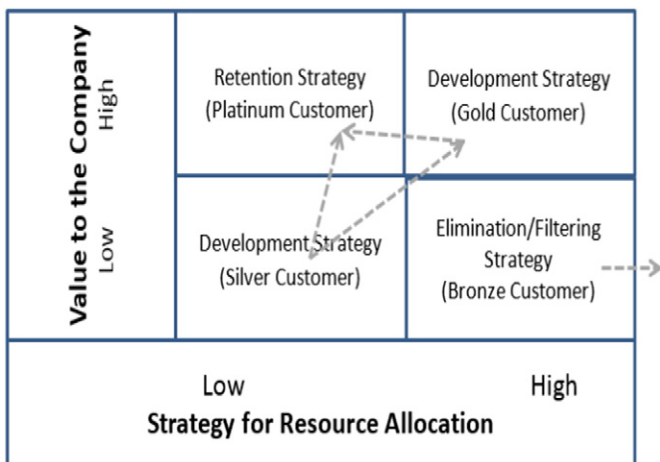 Value to the Company
High
Low
Retention Strategy
(Platinum Customer)
Development Strategy
(Gold Customer)
Development Strategy
(Silver Customer)
Elimination/Filtering
Strategy
(Bronze Customer)
Low
High
Strategy for Resource Allocation